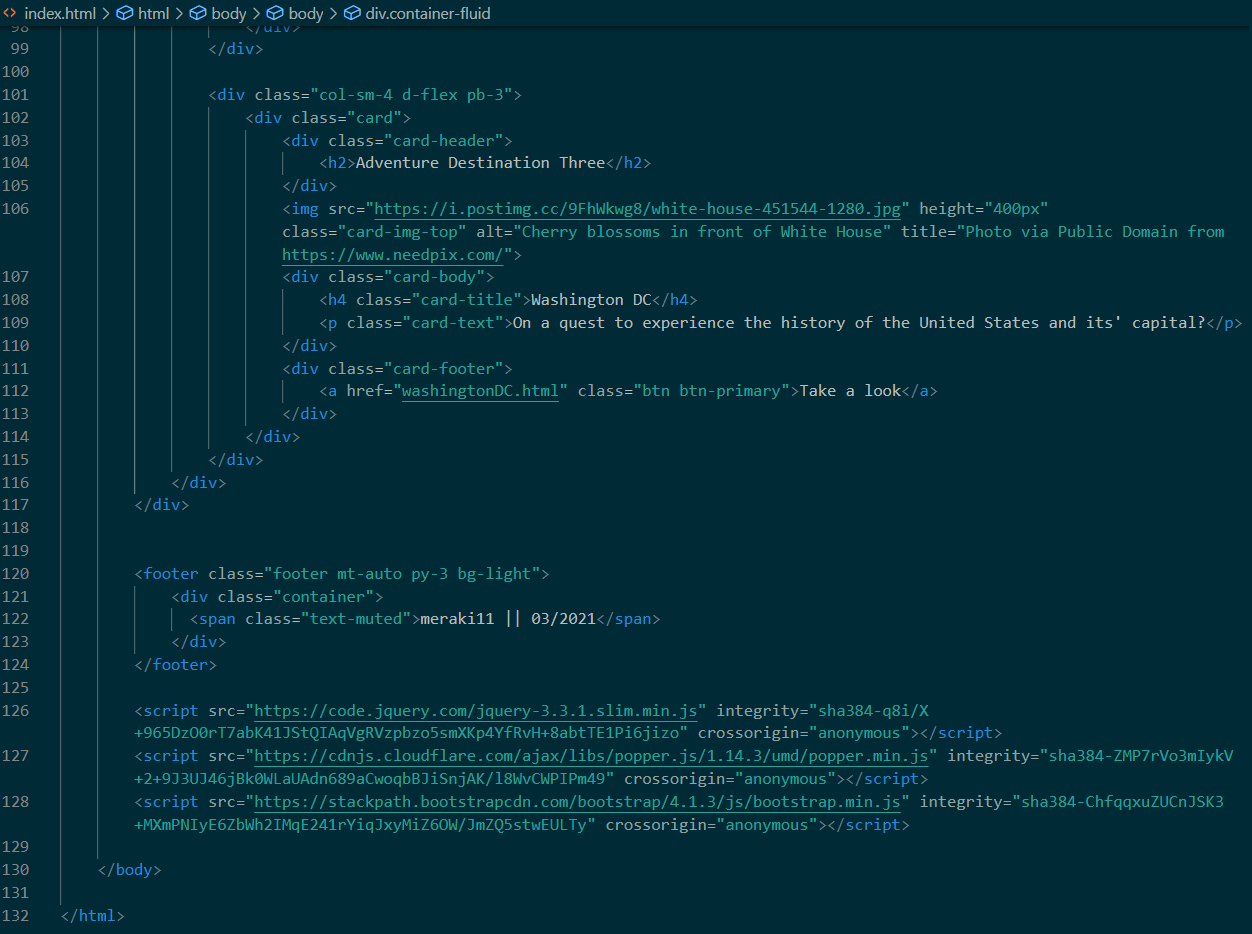 index.html > html > body > body > div.container-fluid
98 </div>
99 </div>
100
101 <div class="col-sm-4 d-flex pb-3">
102 <div class="card">
103 <div class="card-header">
104 <h2>Adventure Destination Three</h2>
105 </div>
106 <img src="https://i.postimg.cc/9FhWkwg8/white-house-451544-1280.jpg" height="400px"
class="card-img-top" alt="Cherry blossoms in front of White House" title="Photo via Public Domain from
https://www.needpix.com/">
107 <div class="card-body">
108 <h4 class="card-title">Washington DC</h4>
109 <p class="card-text">On a quest to experience the history of the United States and its' capital?</p>
110 </div>
111 <div class="card-footer">
112 <a href="washingtonDC.html" class="btn btn-primary">Take a look</a>
113 </div>
114 </div>
115 </div>
116 </div>
117 </div>
118
119
120 <footer class="footer mt-auto py-3 bg-light">
121 <div class="container">
122 <span class="text-muted">meraki11 || 03/2021</span>
123 </div>
124 </footer>
125
126 <script src="https://code.jquery.com/jquery-3.3.1.slim.min.js" integrity="sha384-q8i/X
+965DzO0rT7abK41JStQIAqVgRVzpbzo5smXKp4YfRvH+8abtTE1Pi6jizo" crossorigin="anonymous"></script>
127 <script src="https://cdnjs.cloudflare.com/ajax/libs/popper.js/1.14.3/umd/popper.min.js" integrity="sha384-ZMP7rVo3mIykV
+2+9J3UJ46jBk0WLaUAdn689aCwoqbBJiSnjAK/l8WvCWPIPm49" crossorigin="anonymous"></script>
128 <script src="https://stackpath.bootstrapcdn.com/bootstrap/4.1.3/js/bootstrap.min.js" integrity="sha384-ChfqqxuZUCnJSK3
+MXmPNIyE6ZbWh2IMqE241rYiqJxyMiZ6OW/JmZQ5stwEULTy" crossorigin="anonymous"></script>
129
130 </body>
131
132 </html>